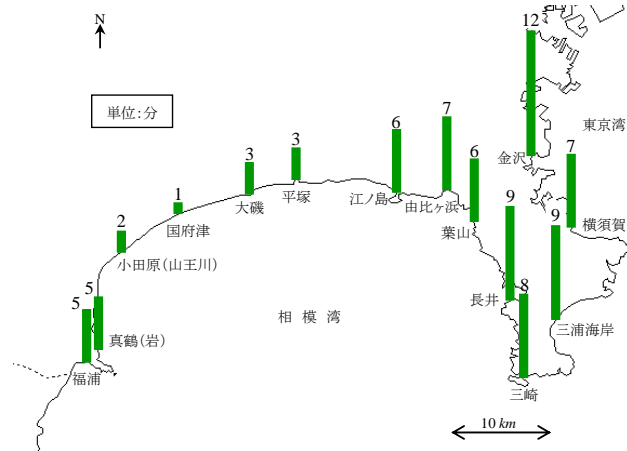 N
単位：分
12
東京湾
金沢
7
横須賀
7
6
3
3
6
1
2
9
9
8
5
5
大磯
平塚
江ノ島
由比ヶ浜
葉山
国府津
小田原（山王川）
長井
相 模 湾
三浦海岸
真鶴（岩）
福浦
三崎
10 km